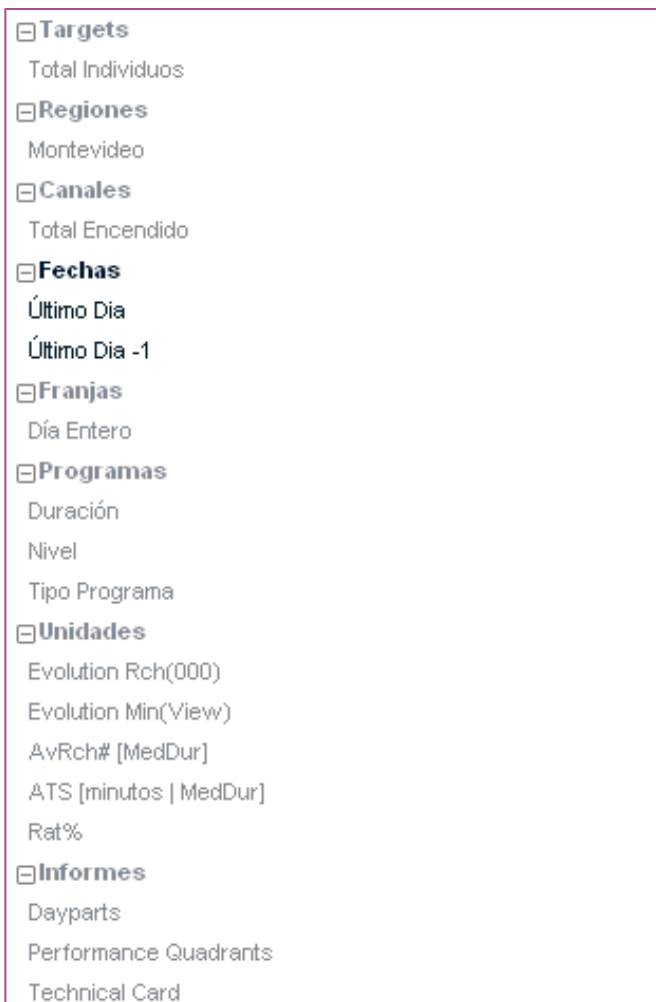 Targets
Total Individuos
Regiones
Montevideo
Canales
Total Encendido
Fechas
Último Dia
Último Dia -1
Franjas
Día Entero
Programas
Duración
Nivel
Tipo Programa
Unidades
Evolution Rch(000)
Evolution Min(View)
AvRch# [MedDur]
ATS [minutos | MedDur]
Rat%
Informes
Dayparts
Performance Quadrants
Technical Card